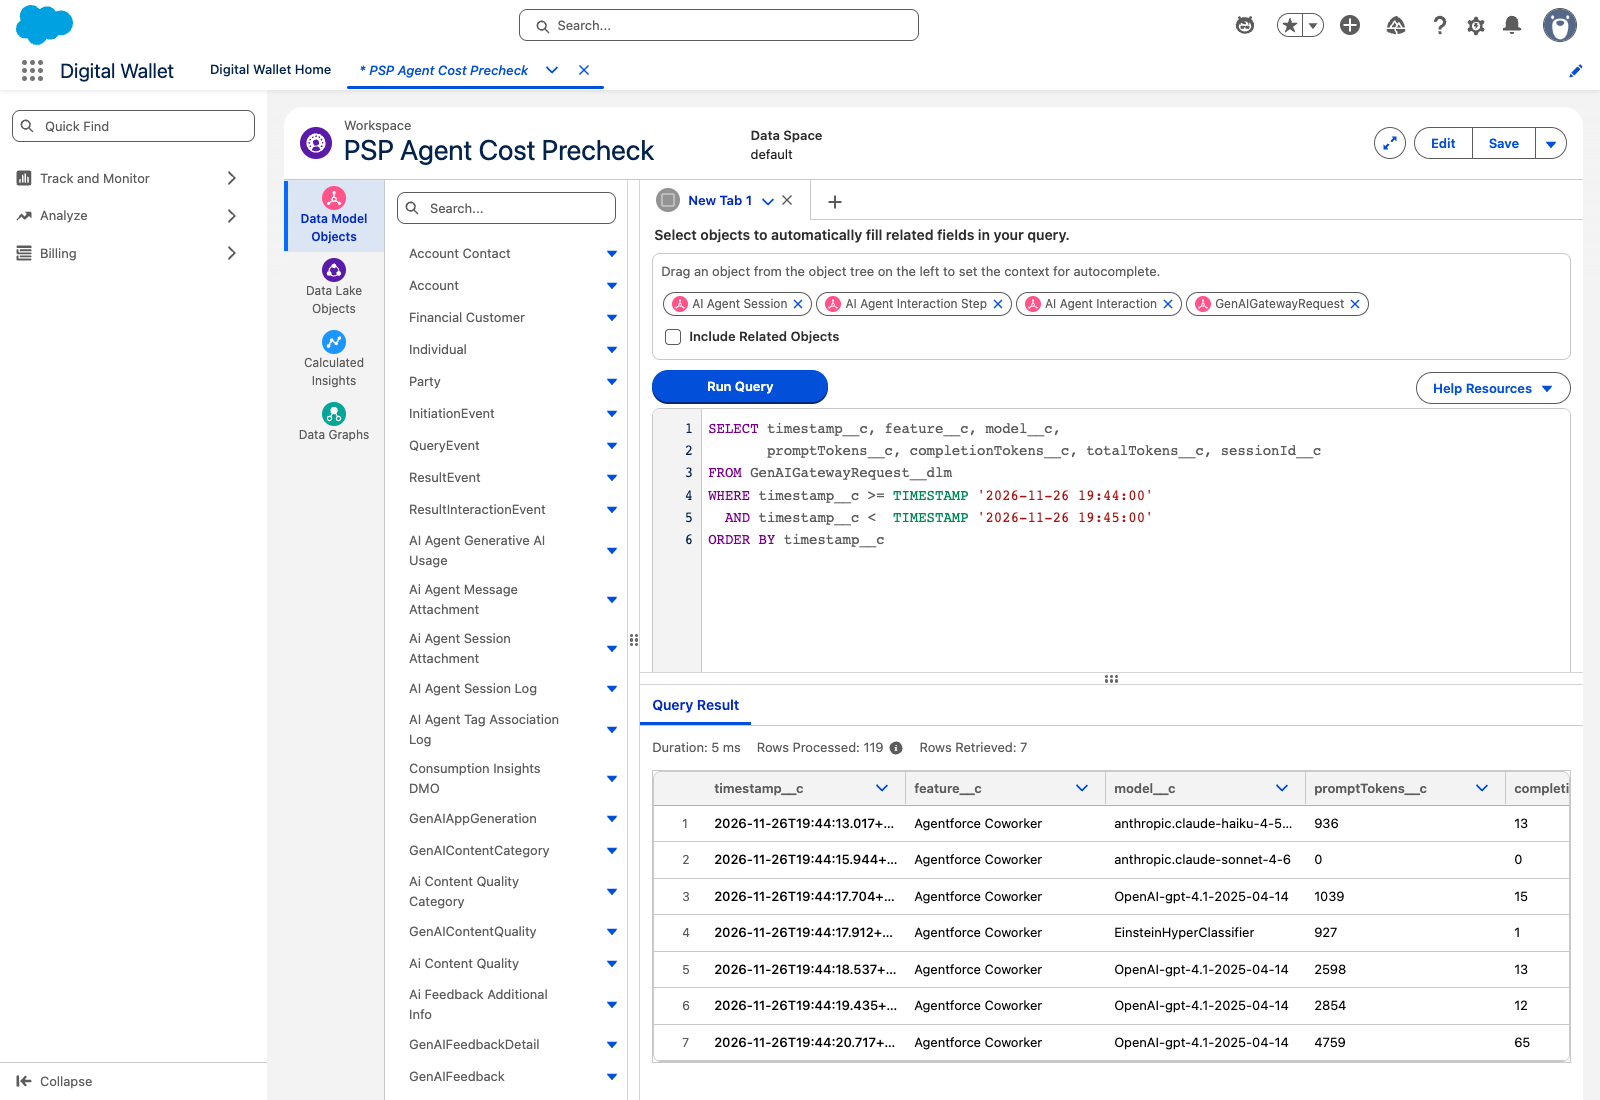 Search...
Digital Wallet
Digital Wallet Home
* PSP Agent Cost Precheck
Quick Find
Track and Monitor
Analyze
Billing
Collapse
Workspace
PSP Agent Cost Precheck
Data Space
default
Edit
Save
Data Model
Objects
Data Lake
Objects
Calculated
Insights
Data Graphs
Search...
Account Contact
Account
Financial Customer
Individual
Party
InitiationEvent
QueryEvent
ResultEvent
ResultInteractionEvent
AI Agent Generative AI
Usage
Ai Agent Message
Attachment
Ai Agent Session
Attachment
AI Agent Session Log
AI Agent Tag Association
Log
Consumption Insights
DMO
GenAIAppGeneration
GenAIContentCategory
Ai Content Quality
Category
GenAIContentQuality
Ai Content Quality
Ai Feedback Additional
Info
GenAIFeedbackDetail
GenAIFeedback
New Tab 1
Select objects to automatically fill related fields in your query.
Drag an object from the object tree on the left to set the context for autocomplete.
AI Agent Session
AI Agent Interaction Step
AI Agent Interaction
GenAIGatewayRequest
Include Related Objects
Run Query
Help Resources
1 SELECT timestamp__c, feature__c, model__c,
2 promptTokens__c, completionTokens__c, totalTokens__c, sessionId__c
3 FROM GenAIGatewayRequest__dlm
4 WHERE timestamp__c >= TIMESTAMP '2026-11-26 19:44:00'
5 AND timestamp__c < TIMESTAMP '2026-11-26 19:45:00'
6 ORDER BY timestamp__c
Query Result
Duration: 5 ms Rows Processed: 119 Rows Retrieved: 7
timestamp__c feature__c model__c promptTokens__c completi
1 2026-11-26T19:44:13.017+... Agentforce Coworker anthropic.claude-haiku-4-5... 936 13
2 2026-11-26T19:44:15.944+... Agentforce Coworker anthropic.claude-sonnet-4-6 0 0
3 2026-11-26T19:44:17.704+... Agentforce Coworker OpenAI-gpt-4.1-2025-04-14 1039 15
4 2026-11-26T19:44:17.912+... Agentforce Coworker EinsteinHyperClassifier 927 1
5 2026-11-26T19:44:18.537+... Agentforce Coworker OpenAI-gpt-4.1-2025-04-14 2598 13
6 2026-11-26T19:44:19.435+... Agentforce Coworker OpenAI-gpt-4.1-2025-04-14 2854 12
7 2026-11-26T19:44:20.717+... Agentforce Coworker OpenAI-gpt-4.1-2025-04-14 4759 65